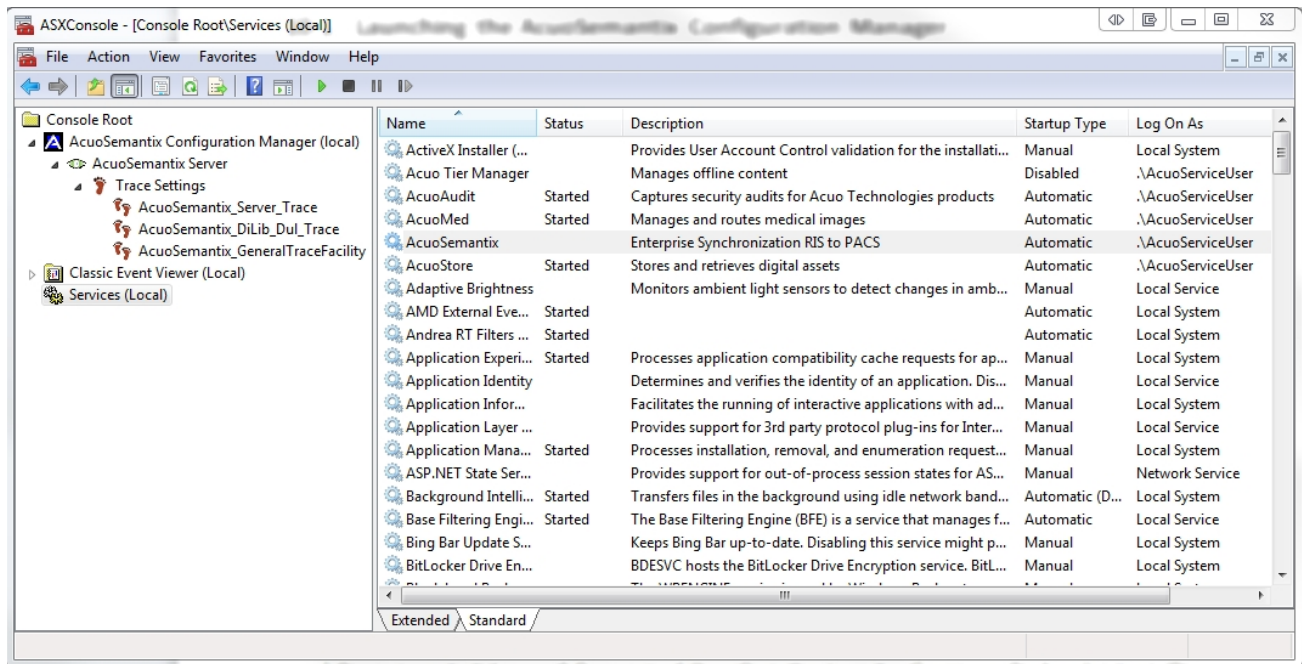 Launching the AcuoSemantix Configuration Manager
ASXConsole - [Console Root\Services (Local)]
File Action View Favorites Window Help
Console Root
AcuoSemantix Configuration Manager (local)
AcuoSemantix Server
Trace Settings
AcuoSemantix_Server_Trace
AcuoSemantix_DiLib_Dul_Trace
AcuoSemantix_GeneralTraceFacility
Classic Event Viewer (Local)
Services (Local)
Name Status Description Startup Type Log On As
ActiveX Installer (... Provides User Account Control validation for the installati... Manual Local System
Acuo Tier Manager Manages offline content Disabled .\AcuoServiceUser
AcuoAudit Started Captures security audits for Acuo Technologies products Automatic .\AcuoServiceUser
AcuoMed Started Manages and routes medical images Automatic .\AcuoServiceUser
AcuoSemantix Enterprise Synchronization RIS to PACS Automatic .\AcuoServiceUser
AcuoStore Started Stores and retrieves digital assets Automatic .\AcuoServiceUser
Adaptive Brightness Monitors ambient light sensors to detect changes in amb... Manual Local Service
AMD External Eve... Started Automatic Local System
Andrea RT Filters ... Started Automatic Local System
Application Experi... Started Processes application compatibility cache requests for ap... Manual Local System
Application Identity Determines and verifies the identity of an application. Dis... Manual Local Service
Application Infor... Facilitates the running of interactive applications with ad... Manual Local System
Application Layer ... Provides support for 3rd party protocol plug-ins for Inter... Manual Local Service
Application Mana... Started Processes installation, removal, and enumeration request... Manual Local System
ASP.NET State Ser... Provides support for out-of-process session states for AS... Manual Network Service
Background Intelli... Started Transfers files in the background using idle network band... Automatic (D... Local System
Base Filtering Engi... Started The Base Filtering Engine (BFE) is a service that manages f... Automatic Local Service
Bing Bar Update S... Keeps Bing Bar up-to-date. Disabling this service might p... Manual Local System
BitLocker Drive En... BDESVC hosts the BitLocker Drive Encryption service. BitL... Manual Local System
Extended Standard